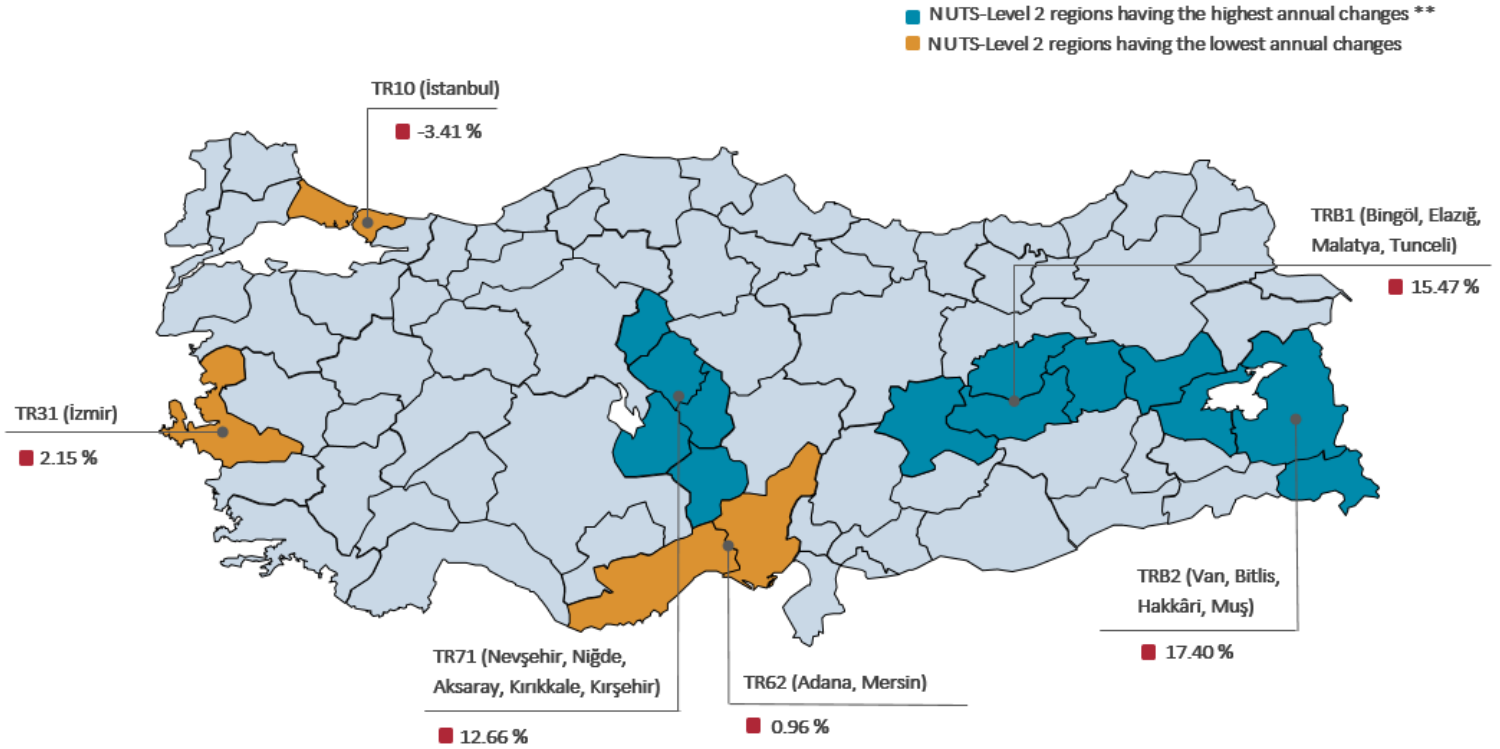 NUTS-Level 2 regions having the highest annual changes **
NUTS-Level 2 regions having the lowest annual changes
TR10 (İstanbul)
-3.41 %
TRB1 (Bingöl, Elazığ,
Malatya, Tunceli)
15.47 %
TR31 (İzmir)
2.15 %
TRB2 (Van, Bitlis,
Hakkâri, Muş)
17.40 %
TR71 (Nevşehir, Niğde,
Aksaray, Kırıkkale, Kırşehir)
12.66 %
TR62 (Adana, Mersin)
0.96 %